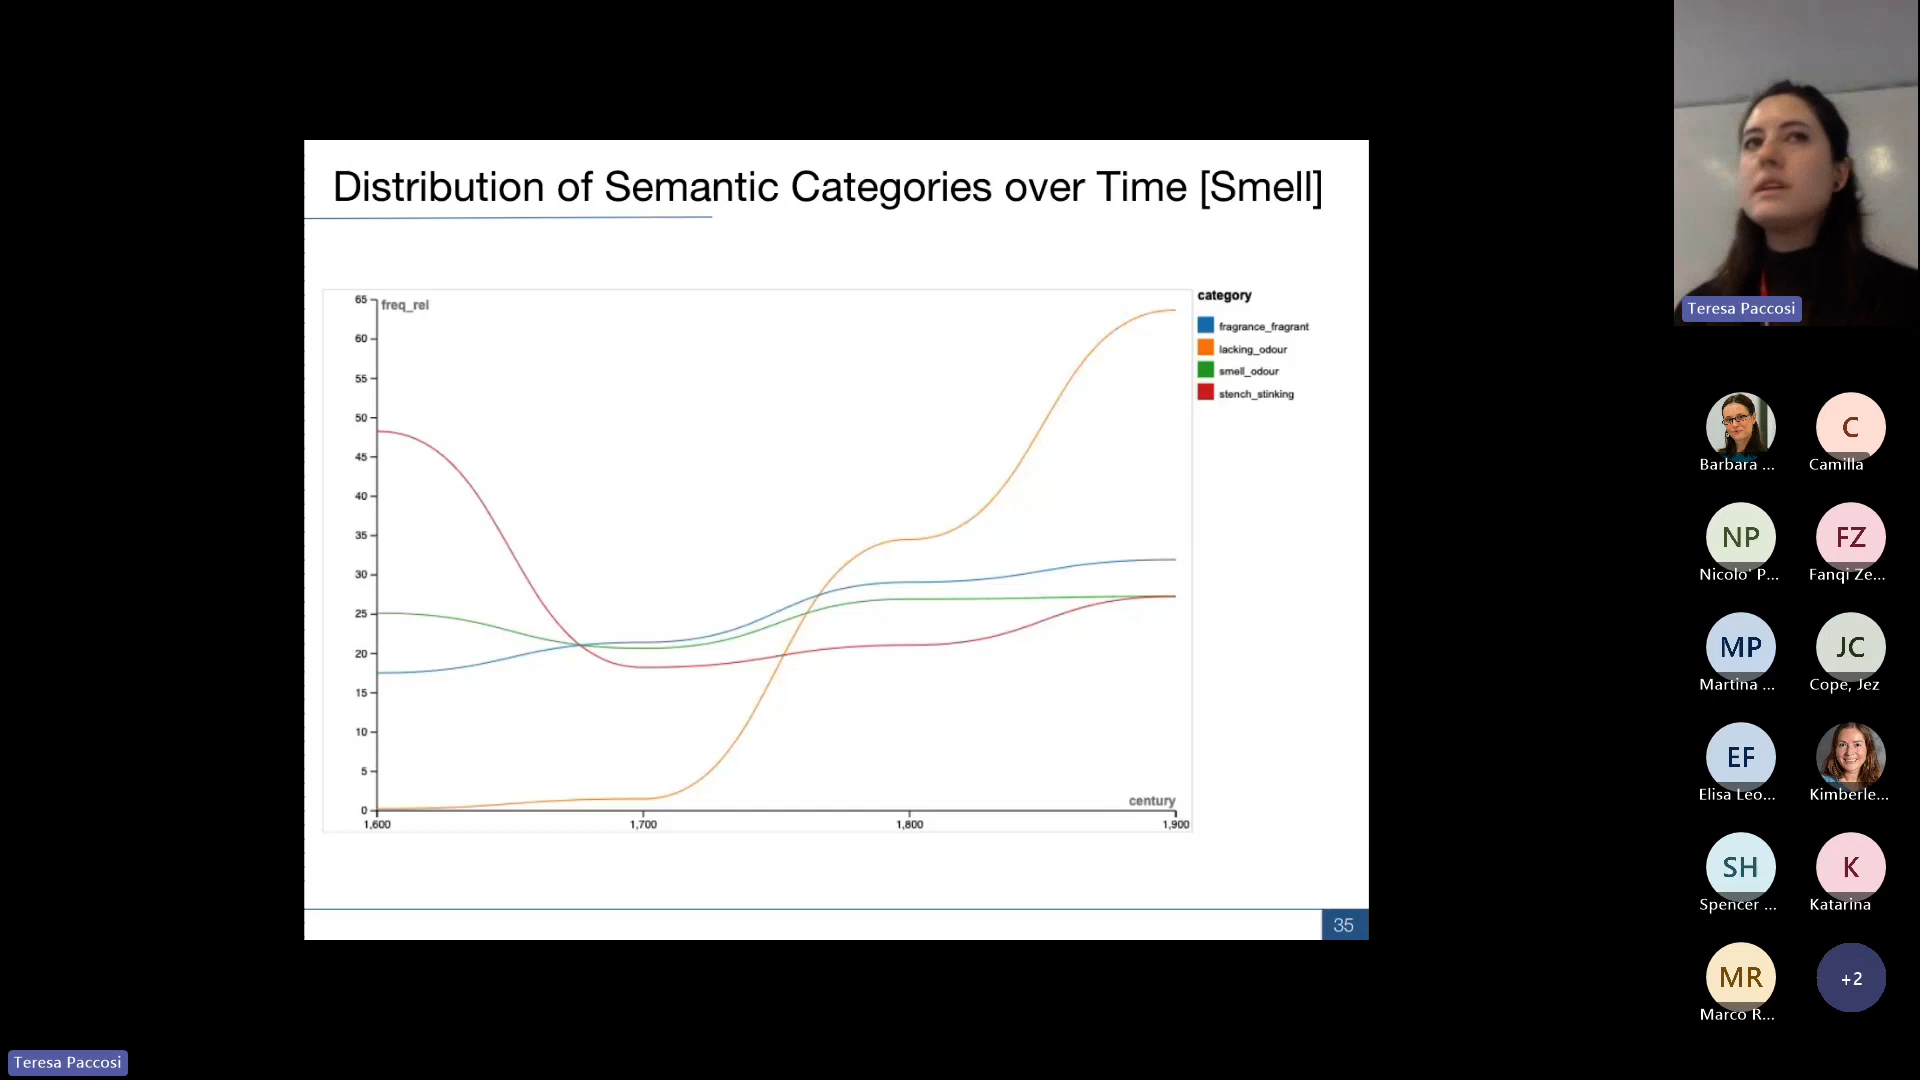 Distribution of Semantic Categories over Time [Smell]
freq_rel
65
60
55
50
45
40
35
30
25
20
15
10
5
0
1,600
1,700
1,800
1,900
century
category
fragrance_fragrant
lacking_odour
smell_odour
stench_stinking
35
Teresa Paccosi
Barbara ...
C
Camilla
NP
Nicolo' P...
FZ
Fanqi Ze...
MP
Martina ...
JC
Cope, Jez
EF
Elisa Leo...
Kimberle...
SH
Spencer ...
K
Katarina
MR
Marco R...
+2
Teresa Paccosi